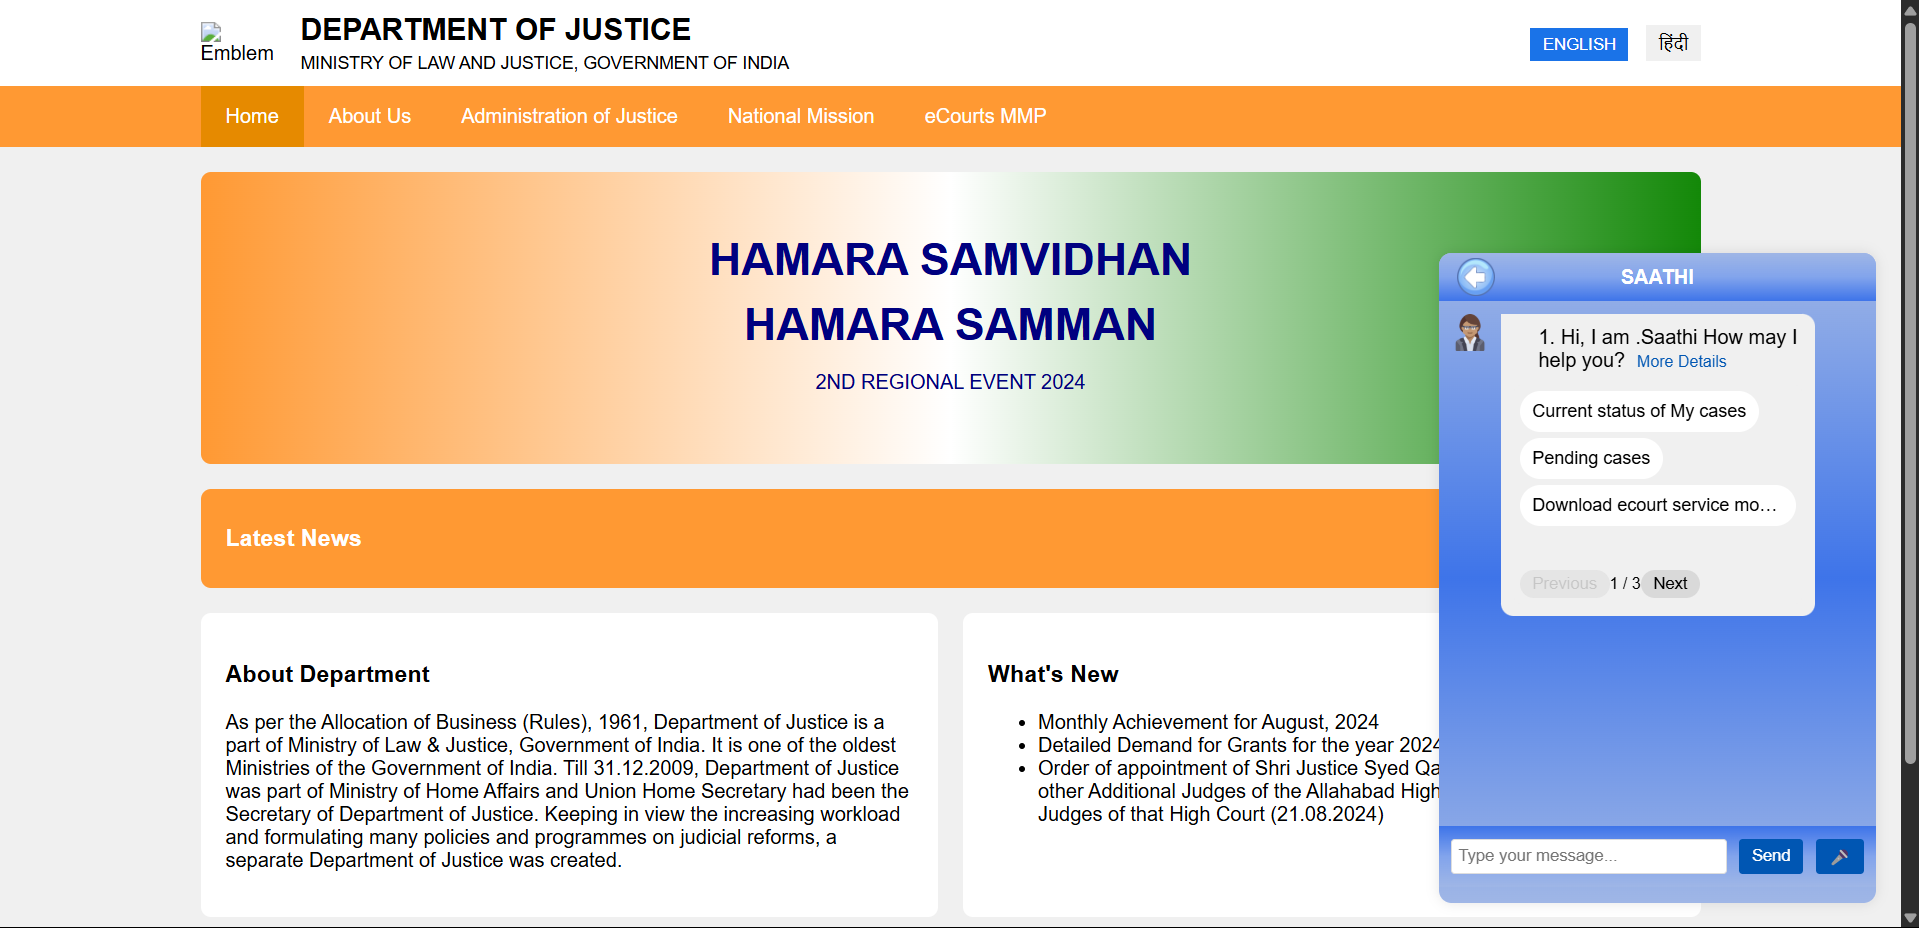 Emblem
DEPARTMENT OF JUSTICE
MINISTRY OF LAW AND JUSTICE, GOVERNMENT OF INDIA
ENGLISH
हिंदी
Home
About Us
Administration of Justice
National Mission
eCourts MMP
HAMARA SAMVIDHAN
HAMARA SAMMAN
2ND REGIONAL EVENT 2024
Latest News
About Department
As per the Allocation of Business (Rules), 1961, Department of Justice is a
part of Ministry of Law & Justice, Government of India. It is one of the oldest
Ministries of the Government of India. Till 31.12.2009, Department of Justice
was part of Ministry of Home Affairs and Union Home Secretary had been the
Secretary of Department of Justice. Keeping in view the increasing workload
and formulating many policies and programmes on judicial reforms, a
separate Department of Justice was created.
What's New
• Monthly Achievement for August, 2024
• Detailed Demand for Grants for the year 2024
• Order of appointment of Shri Justice Syed Qa
other Additional Judges of the Allahabad High
Judges of that High Court (21.08.2024)
SAATHI
1. Hi, I am .Saathi How may I
help you? More Details
Current status of My cases
Pending cases
Download ecourt service mo…
Previous 1 / 3 Next
Type your message...
Send